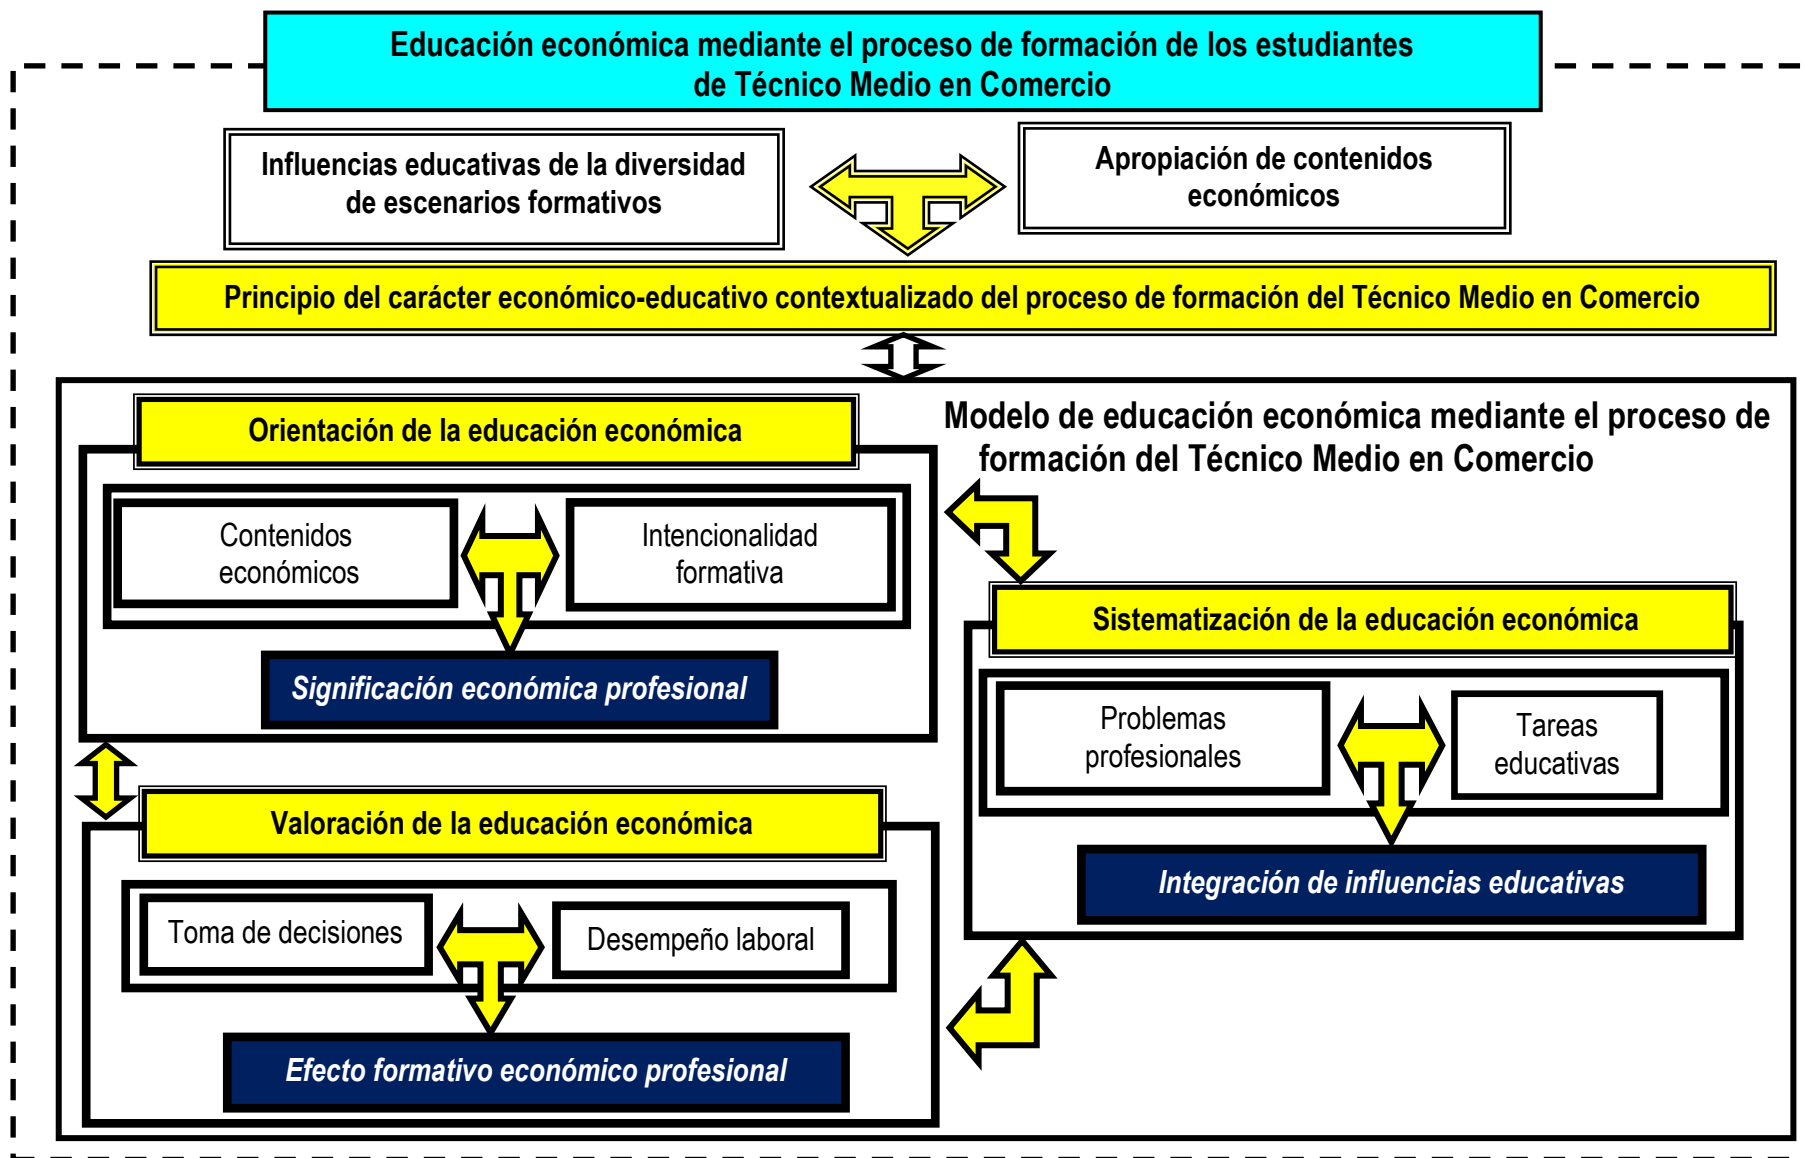 Educación económica mediante el proceso de formación de los estudiantes
de Técnico Medio en Comercio
Influencias educativas de la diversidad
de escenarios formativos
Apropiación de contenidos
económicos
Principio del carácter económico-educativo contextualizado del proceso de formación del Técnico Medio en Comercio
Modelo de educación económica mediante el proceso de
formación del Técnico Medio en Comercio
Orientación de la educación económica
Contenidos
económicos
Intencionalidad
formativa
Significación económica profesional
Sistematización de la educación económica
Problemas
profesionales
Tareas
educativas
Integración de influencias educativas
Valoración de la educación económica
Toma de decisiones
Desempeño laboral
Efecto formativo económico profesional